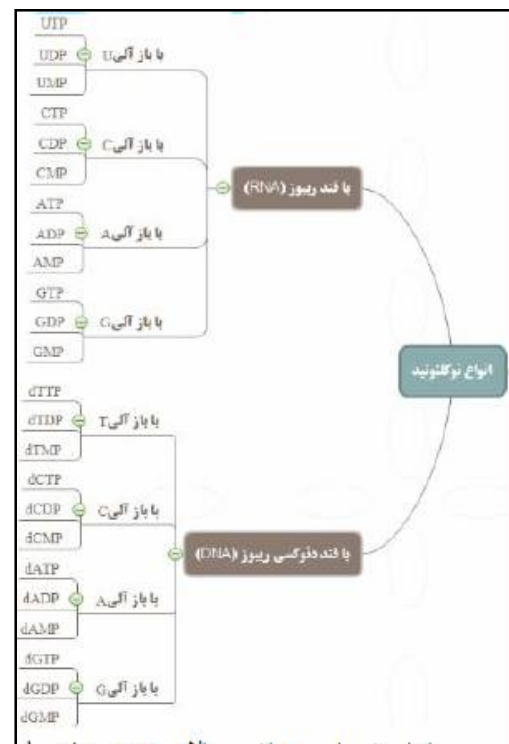 انواع نوکلئوتید
با قند ریبوز (RNA)
با باز آلی U
UTP
UDP
UMP
با باز آلی C
CTP
CDP
CMP
با باز آلی A
ATP
ADP
AMP
با باز آلی G
GTP
GDP
GMP
با قند دئوکسی ریبوز (DNA)
با باز آلی T
dTTP
dTDP
dTMP
با باز آلی C
dCTP
dCDP
dCMP
با باز آلی A
dATP
dADP
dAMP
با باز آلی G
dGTP
dGDP
dGMP